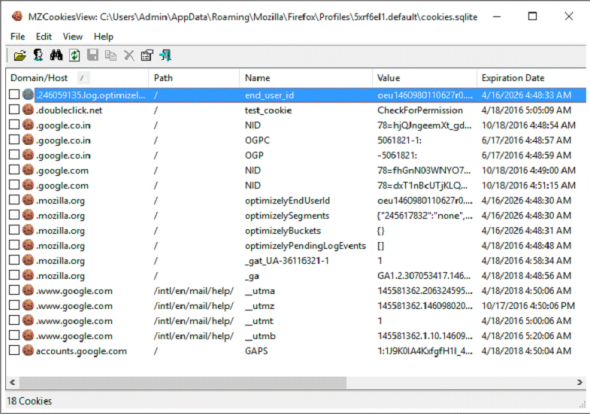 MZCookiesView: C:\Users\Admin\AppData\Roaming\Mozilla\Firefox\Profiles\5xrf6el1.default\cookies.sqlite
File Edit View Help
Domain/Host / Path Name Value Expiration Date
.246059135.log.optimizel... / end_user_id oeu1460980110627r0.... 4/16/2026 4:48:33 AM
.doubleclick.net / test_cookie CheckForPermission 4/18/2016 5:05:09 AM
.google.co.in / NID 78=hjQJngeemXt_gd... 10/18/2016 4:48:54 AM
.google.co.in / OGPC 5061821-1: 6/17/2016 4:48:57 AM
.google.co.in / OGP -5061821: 6/17/2016 4:48:59 AM
.google.com / NID 78=fhGnN03WNYO7... 10/18/2016 4:49:00 AM
.google.com / NID 78=dxT1nBcUTjKLQ... 10/18/2016 4:51:15 AM
.mozilla.org / optimizelyEndUserId oeu1460980110627r0.... 4/16/2026 4:48:30 AM
.mozilla.org / optimizelySegments {"245617832":"none",... 4/16/2026 4:48:30 AM
.mozilla.org / optimizelyBuckets {} 4/16/2026 4:48:31 AM
.mozilla.org / optimizelyPendingLogEvents [] 4/18/2016 4:48:48 AM
.mozilla.org / _gat_UA-36116321-1 1 4/18/2016 4:58:34 AM
.mozilla.org / _ga GA1.2.307053417.146... 4/18/2018 4:48:56 AM
.www.google.com /intl/en/mail/help/ __utma 145581362.206324595... 4/18/2018 4:50:06 AM
.www.google.com /intl/en/mail/help/ __utmz 145581362.146098020... 10/17/2016 4:50:06 PM
.www.google.com /intl/en/mail/help/ __utmt 1 4/18/2016 5:00:06 AM
.www.google.com /intl/en/mail/help/ __utmb 145581362.1.10.14609... 4/18/2016 5:20:06 AM
accounts.google.com / GAPS 1:1J9K0IA4KxfgfH1I_4... 4/18/2018 4:50:04 AM
18 Cookies